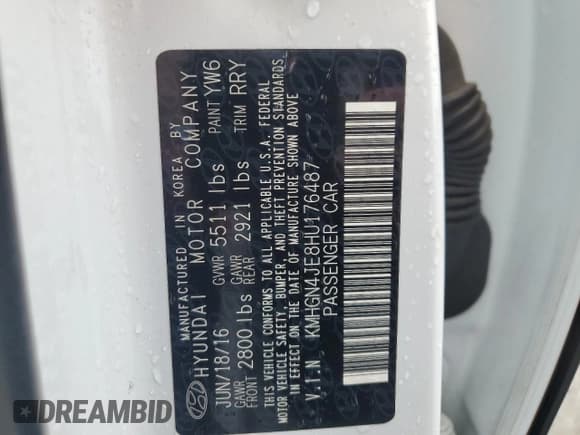 MANUFACTURED IN KOREA BY
HYUNDAI MOTOR COMPANY
JUN/18/16 GVWR 5511 lbs PAINT YW6
GAWR FRONT 2800 lbs GAWR REAR 2921 lbs TRIM RRY
THIS VEHICLE CONFORMS TO ALL APPLICABLE U.S.A. FEDERAL
MOTOR VEHICLE SAFETY, BUMPER, AND THEFT PREVENTION STANDARDS
IN EFFECT ON THE DATE OF MANUFACTURE SHOWN ABOVE
V.I.N KMHGN4JE8HU176487
PASSENGER CAR
DREAMBID